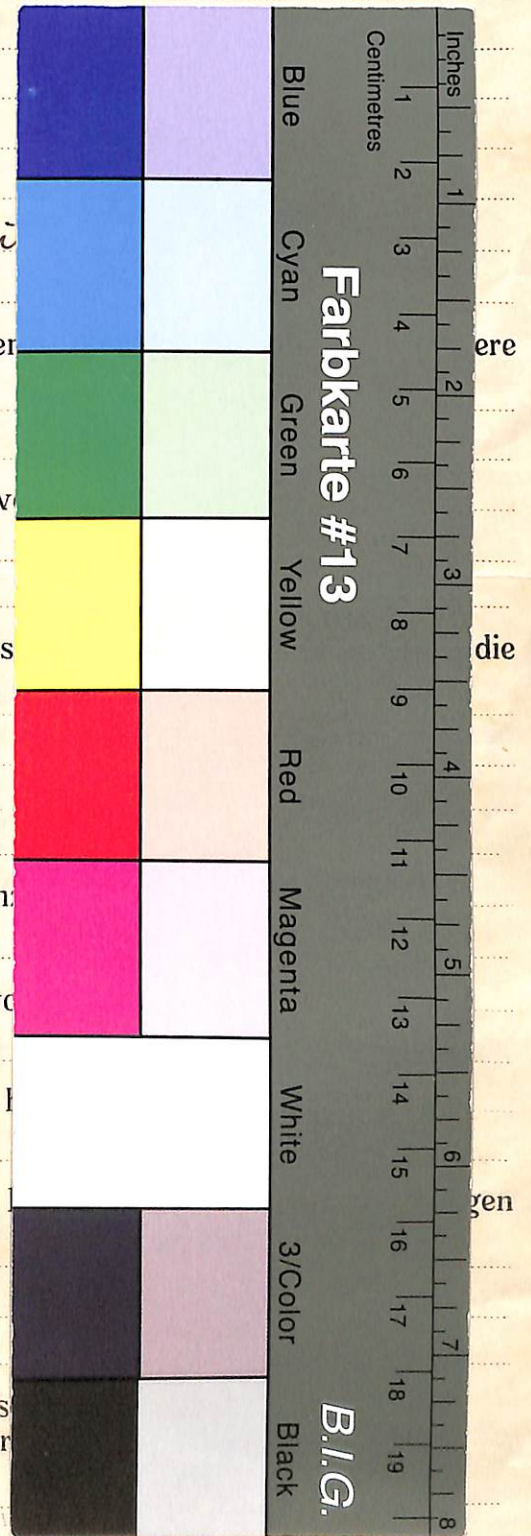 Inches
1 2 3 4 5 6 7 8
Centimetres
1 2 3 4 5 6 7 8 9 10 11 12 13 14 15 16 17 18 19
Farbkarte #13
B.I.G.
Blue
Cyan
Green
Yellow
Red
Magenta
White
3/Color
Black
ere
die
gen